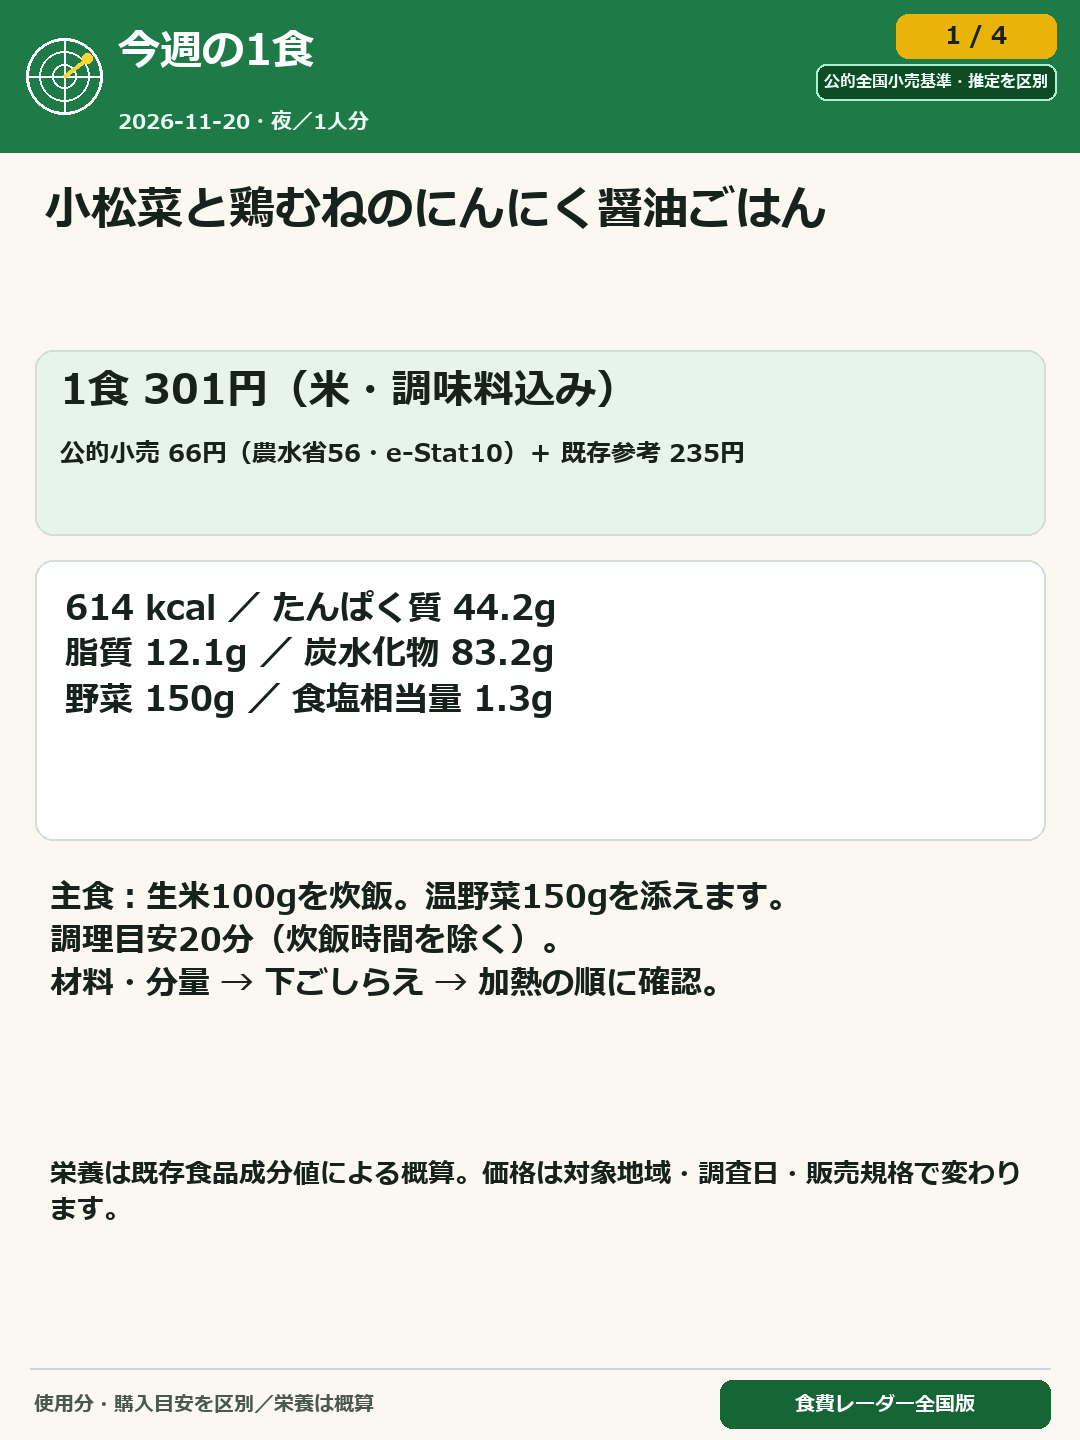 今週の1食
2026-11-20・夜／1人分
1 / 4
公的全国小売基準・推定を区別
小松菜と鶏むねのにんにく醤油ごはん
1食 301円（米・調味料込み）
公的小売 66円（農水省56・e-Stat10）＋ 既存参考 235円
614 kcal ／ たんぱく質 44.2g
脂質 12.1g ／ 炭水化物 83.2g
野菜 150g ／ 食塩相当量 1.3g
主食：生米100gを炊飯。温野菜150gを添えます。
調理目安20分（炊飯時間を除く）。
材料・分量 → 下ごしらえ → 加熱の順に確認。
栄養は既存食品成分値による概算。価格は対象地域・調査日・販売規格で変わり
ます。
使用分・購入目安を区別／栄養は概算
食費レーダー全国版